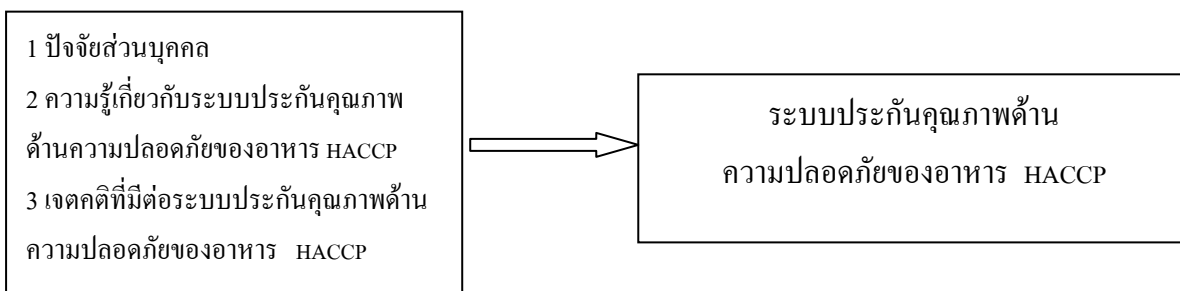 1 ปัจจัยส่วนบุคคล
2 ความรู้เกี่ยวกับระบบประกันคุณภาพ
ด้านความปลอดภัยของอาหาร HACCP
3 เจตคติที่มีต่อระบบประกันคุณภาพด้าน
ความปลอดภัยของอาหาร HACCP
ระบบประกันคุณภาพด้าน
ความปลอดภัยของอาหาร HACCP